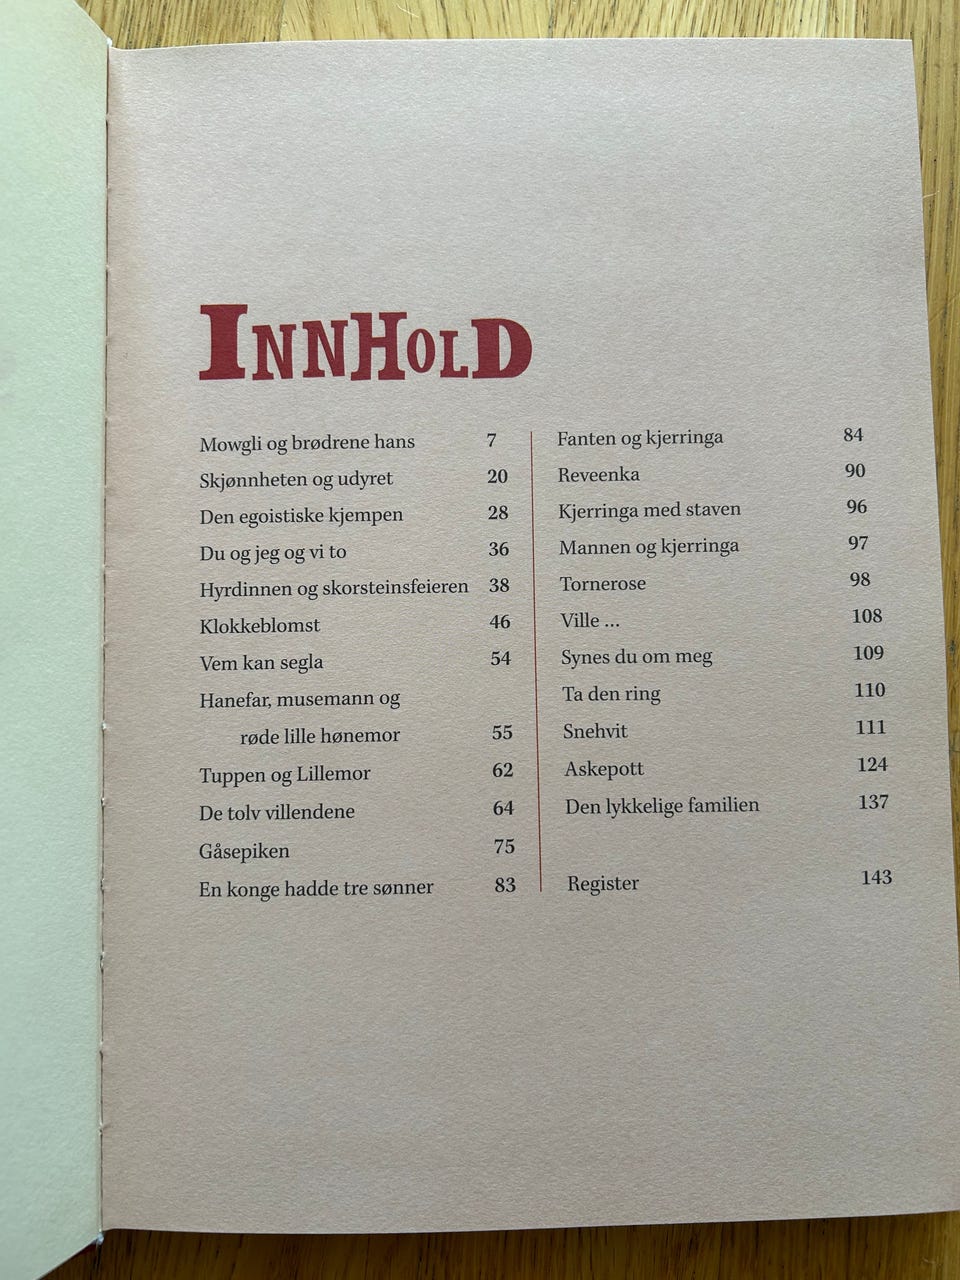 INNHOLD
Mowgli og brødrene hans 7
Skjønnheten og udyret 20
Den egoistiske kjempen 28
Du og jeg og vi to 36
Hyrdinnen og skorsteinsfeieren 38
Klokkeblomst 46
Vem kan segla 54
Hanefar, musemann og
røde lille hønemor 55
Tuppen og Lillemor 62
De tolv villendene 64
Gåsepiken 75
En konge hadde tre sønner 83
Fanten og kjerringa 84
Reveenka 90
Kjerringa med staven 96
Mannen og kjerringa 97
Tornerose 98
Ville ... 108
Synes du om meg 109
Ta den ring 110
Snehvit 111
Askepott 124
Den lykkelige familien 137
Register 143